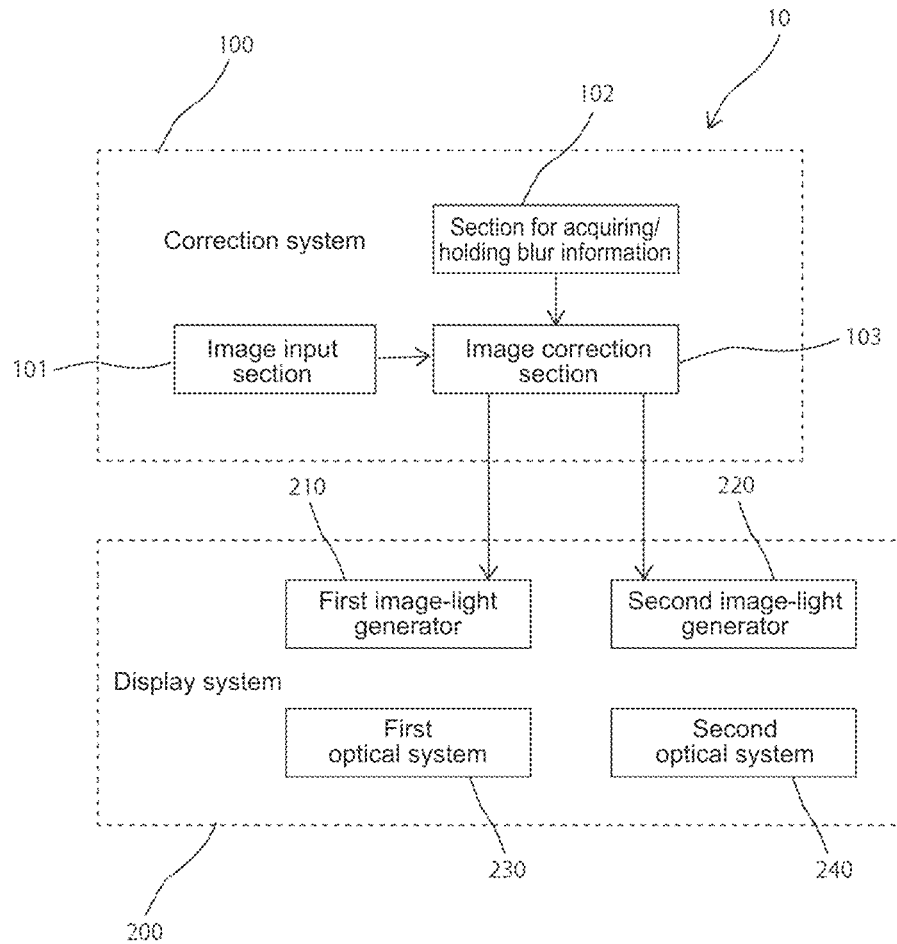 10
100
102
Correction system
Section for acquiring/
holding blur information
101
Image input
section
Image correction
section
103
210
220
First image-light
generator
Second image-light
generator
Display system
First
optical system
Second
optical system
230
240
200